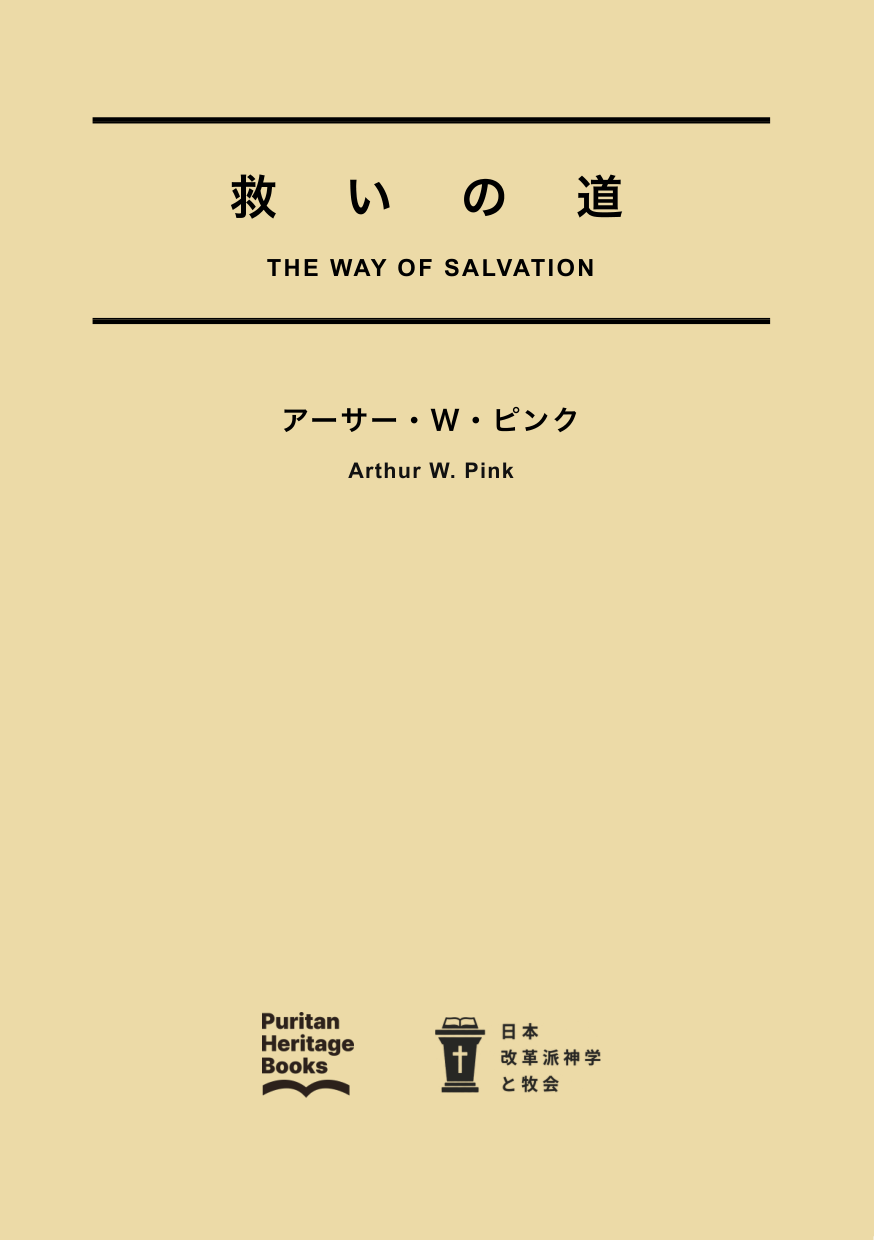 救いの道
THE WAY OF SALVATION
アーサー・W・ピンク
Arthur W. Pink
Puritan
Heritage
Books
日本
改革派神学
と牧会